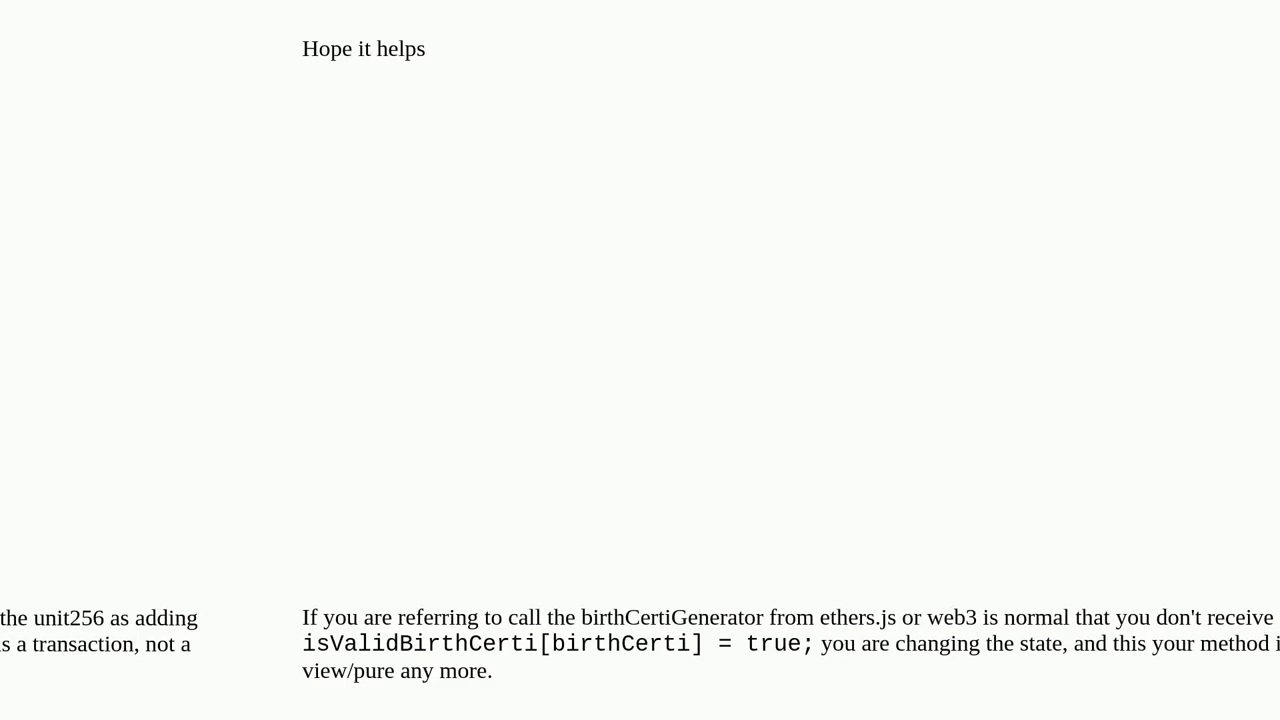 Hope it helps
the unit256 as adding
s a transaction, not a
If you are referring to call the birthCertiGenerator from ethers.js or web3 is normal that you don't receive
isValidBirthCerti[birthCerti] = true; you are changing the state, and this your method i
view/pure any more.